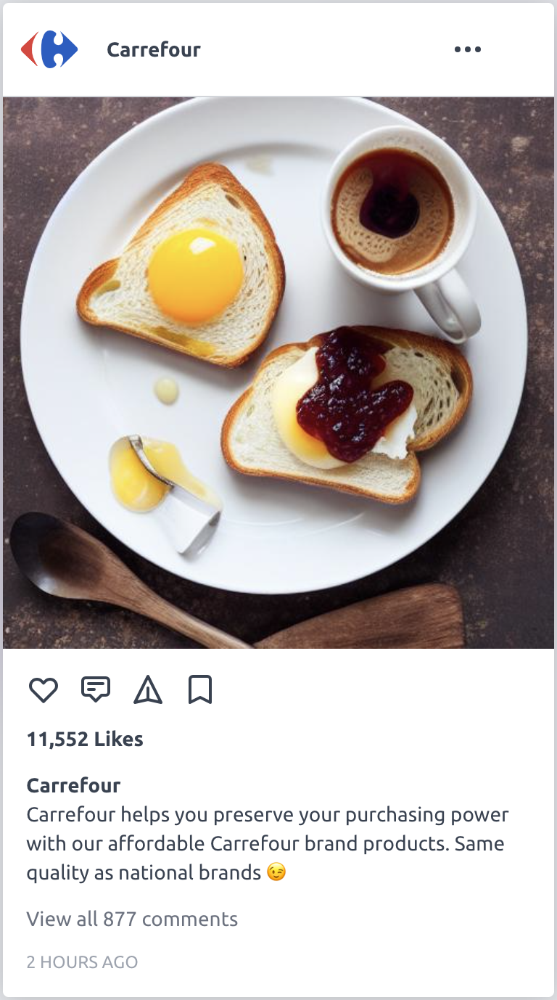 Carrefour
11,552 Likes
Carrefour
Carrefour helps you preserve your purchasing power
with our affordable Carrefour brand products. Same
quality as national brands 😉
View all 877 comments
2 HOURS AGO